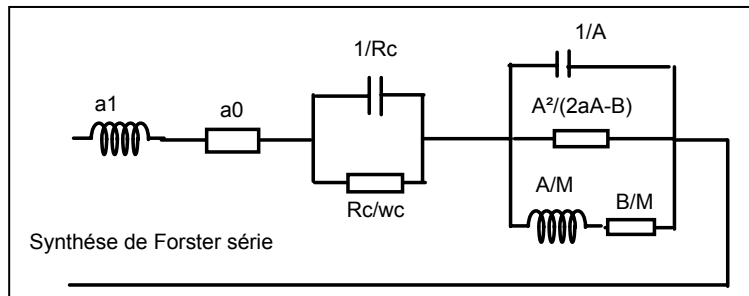 1/A
1/Rc
a1
a0
A²/(2aA-B)
A/M
B/M
Rc/wc
Synthése de Forster série